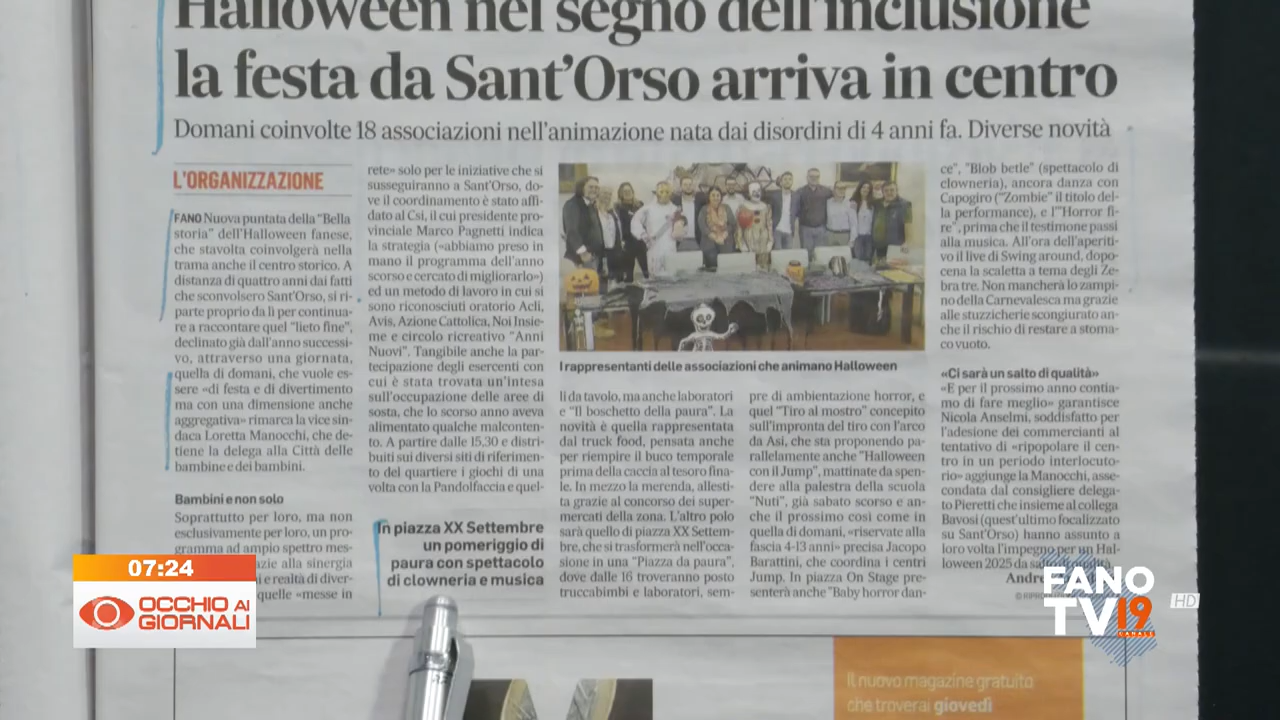 Halloween nel segno dell'inclusione
la festa da Sant'Orso arriva in centro
Domani coinvolte 18 associazioni nell'animazione nata dai disordini di 4 anni fa. Diverse novità
L'ORGANIZZAZIONE
FANO Nuova puntata della "Bella
storia" dell'Halloween fanese,
che stavolta coinvolgerà nella
trama anche il centro storico. A
distanza di quattro anni dai fatti
che sconvolsero Sant'Orso, si ri-
parte proprio da lì per continua-
re a raccontare quel "lieto fine",
declinato già dall'anno successi-
vo, attraverso una giornata,
quella di domani, che vuole es-
sere «di festa e di divertimento
ma con una dimensione anche
aggregativa» rimarca la vice sin-
daca Loretta Manocchi, che de-
tiene la delega alla Città delle
bambine e dei bambini.
Bambini e non solo
Soprattutto per loro, ma non
esclusivamente per loro, un pro-
gramma ad ampio spettro mes-
azie alla sinergia
i e realtà di diver-
quelle «messe in
rete» solo per le iniziative che si
susseguiranno a Sant'Orso, do-
ve il coordinamento è stato affi-
dato al Csi, il cui presidente pro-
vinciale Marco Pagnetti indica
la strategia («abbiamo preso in
mano il programma dell'anno
scorso e cercato di migliorarlo»)
ed un metodo di lavoro in cui si
sono riconosciuti oratorio Acli,
Avis, Azione Cattolica, Noi Insie-
me e circolo ricreativo "Anni
Nuovi". Tangibile anche la par-
tecipazione degli esercenti con
cui è stata trovata un'intesa
sull'occupazione delle aree di
sosta, che lo scorso anno aveva
alimentato qualche malconten-
to. A partire dalle 15,30 e distri-
buiti sui diversi siti di riferimen-
to del quartiere i giochi di una
volta con la Pandolfaccia e quel-
In piazza XX Settembre
un pomeriggio di
paura con spettacolo
di clowneria e musica
I rappresentanti delle associazioni che animano Halloween
li da tavolo, ma anche laboratori
e "Il boschetto della paura". La
novità è quella rappresentata
dal truck food, pensata anche
per riempire il buco temporale
prima della caccia al tesoro fina-
le. In mezzo la merenda, allesti-
ta grazie al concorso dei super-
mercati della zona. L'altro polo
sarà quello di piazza XX Settem-
bre, che si trasformerà nell'occa-
sione in una "Piazza da paura",
dove dalle 16 troveranno posto
truccabimbi e laboratori, sem-
pre di ambientazione horror, e
quel "Tiro al mostro" concepito
sull'impronta del tiro con l'arco
da Asi, che sta proponendo pa-
rallelamente anche "Halloween
con il Jump", mattinate da spen-
dere alla palestra della scuola
"Nuti", già sabato scorso e an-
che il prossimo così come in
quella di domani, «riservate alla
fascia 4-13 anni» precisa Jacopo
Barattini, che coordina i centri
Jump. In piazza On Stage pre-
senterà anche "Baby horror dan-
ce", "Blob betle" (spettacolo di
clowneria), ancora danza con
Capogiro ("Zombie" il titolo del-
la performance), e l'"Horror fi-
re", prima che il testimone passi
alla musica. All'ora dell'aperiti-
vo il live di Swing around, dopo-
cena la scaletta a tema degli Ze-
bra tre. Non mancherà lo zampi-
no della Carnevalesca ma grazie
alle stuzzicherie scongiurato an-
che il rischio di restare a stoma-
co vuoto.
«Ci sarà un salto di qualità»
«E per il prossimo anno contia-
mo di fare meglio» garantisce
Nicola Anselmi, soddisfatto per
l'adesione dei commercianti al
tentativo di «ripopolare il cen-
tro in un periodo interlocuto-
rio» aggiunge la Manocchi, asse-
condata dal consigliere delega-
to Pieretti che insieme al collega
Bavosi (quest'ultimo focalizzato
su Sant'Orso) hanno assunto a
loro volta l'impegno per un Hal-
loween 2025 da
07:24
OCCHIO AI
GIORNALI
FANO
TV 19
CANALE
HD
Il nuovo magazine gratuito
che troverai giovedì